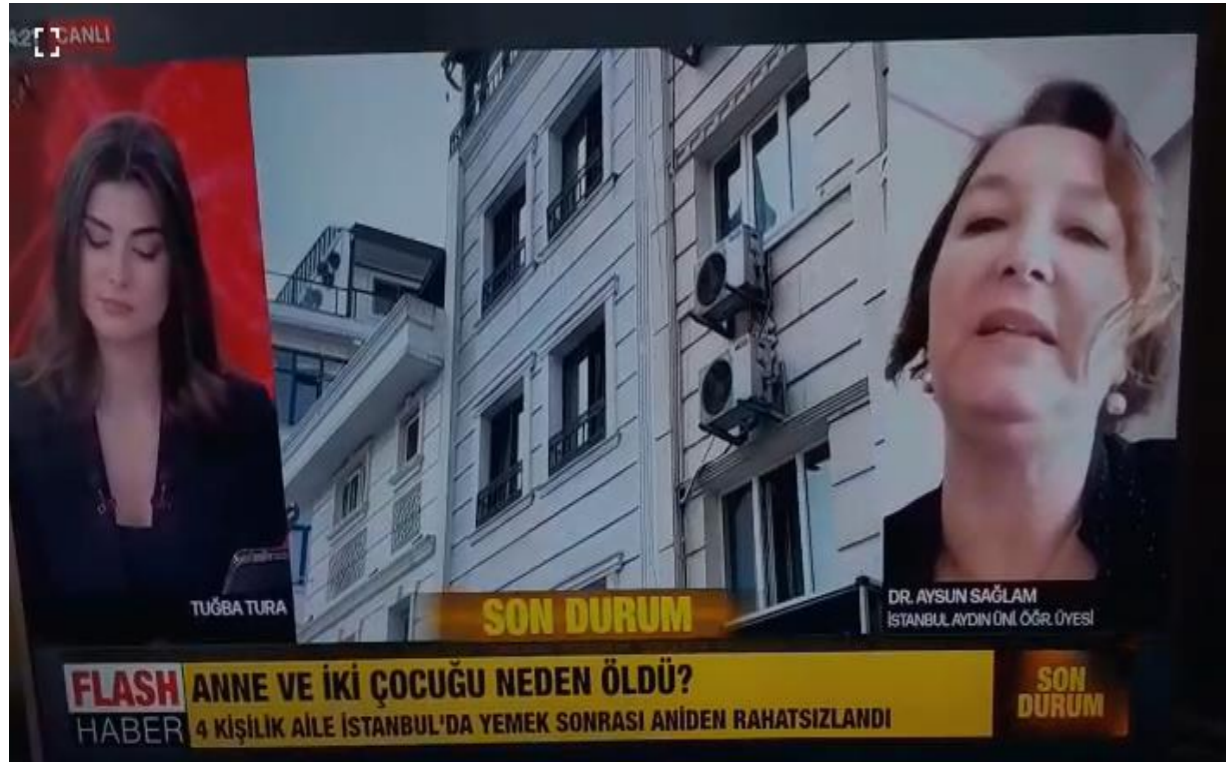 CANLI
TUĞBA TURA
SON DURUM
DR. AYSUN SAĞLAM
İSTANBUL AYDIN ÜNİ. ÖĞR. ÜYESİ
FLASH
HABER
ANNE VE İKİ ÇOCUĞU NEDEN ÖLDÜ?
4 KİŞİLİK AİLE İSTANBUL'DA YEMEK SONRASI ANİDEN RAHATSIZLANDI
SON
DURUM